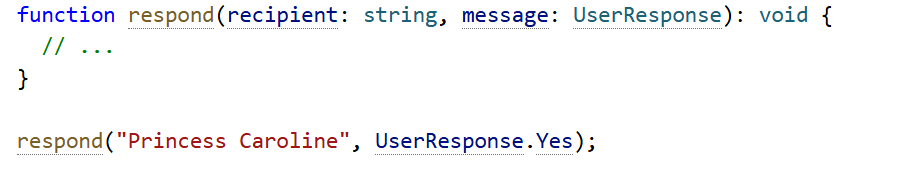 function respond(recipient: string, message: UserResponse): void {
  // ...
}

respond("Princess Caroline", UserResponse.Yes);